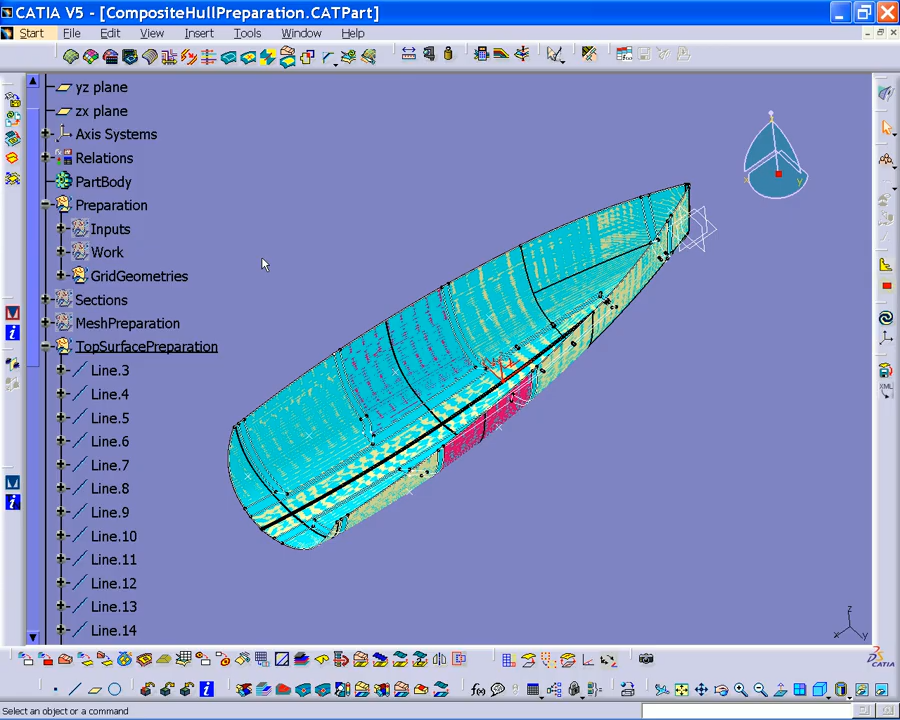 CATIA V5 - [CompositeHullPreparation.CATPart]
Start File Edit View Insert Tools Window Help
yz plane
zx plane
Axis Systems
Relations
PartBody
Preparation
Inputs
Work
GridGeometries
Sections
MeshPreparation
TopSurfacePreparation
Line.3
Line.4
Line.5
Line.6
Line.7
Line.8
Line.9
Line.10
Line.11
Line.12
Line.13
Line.14
z
x y
CATIA
f(x)
Select an object or a command